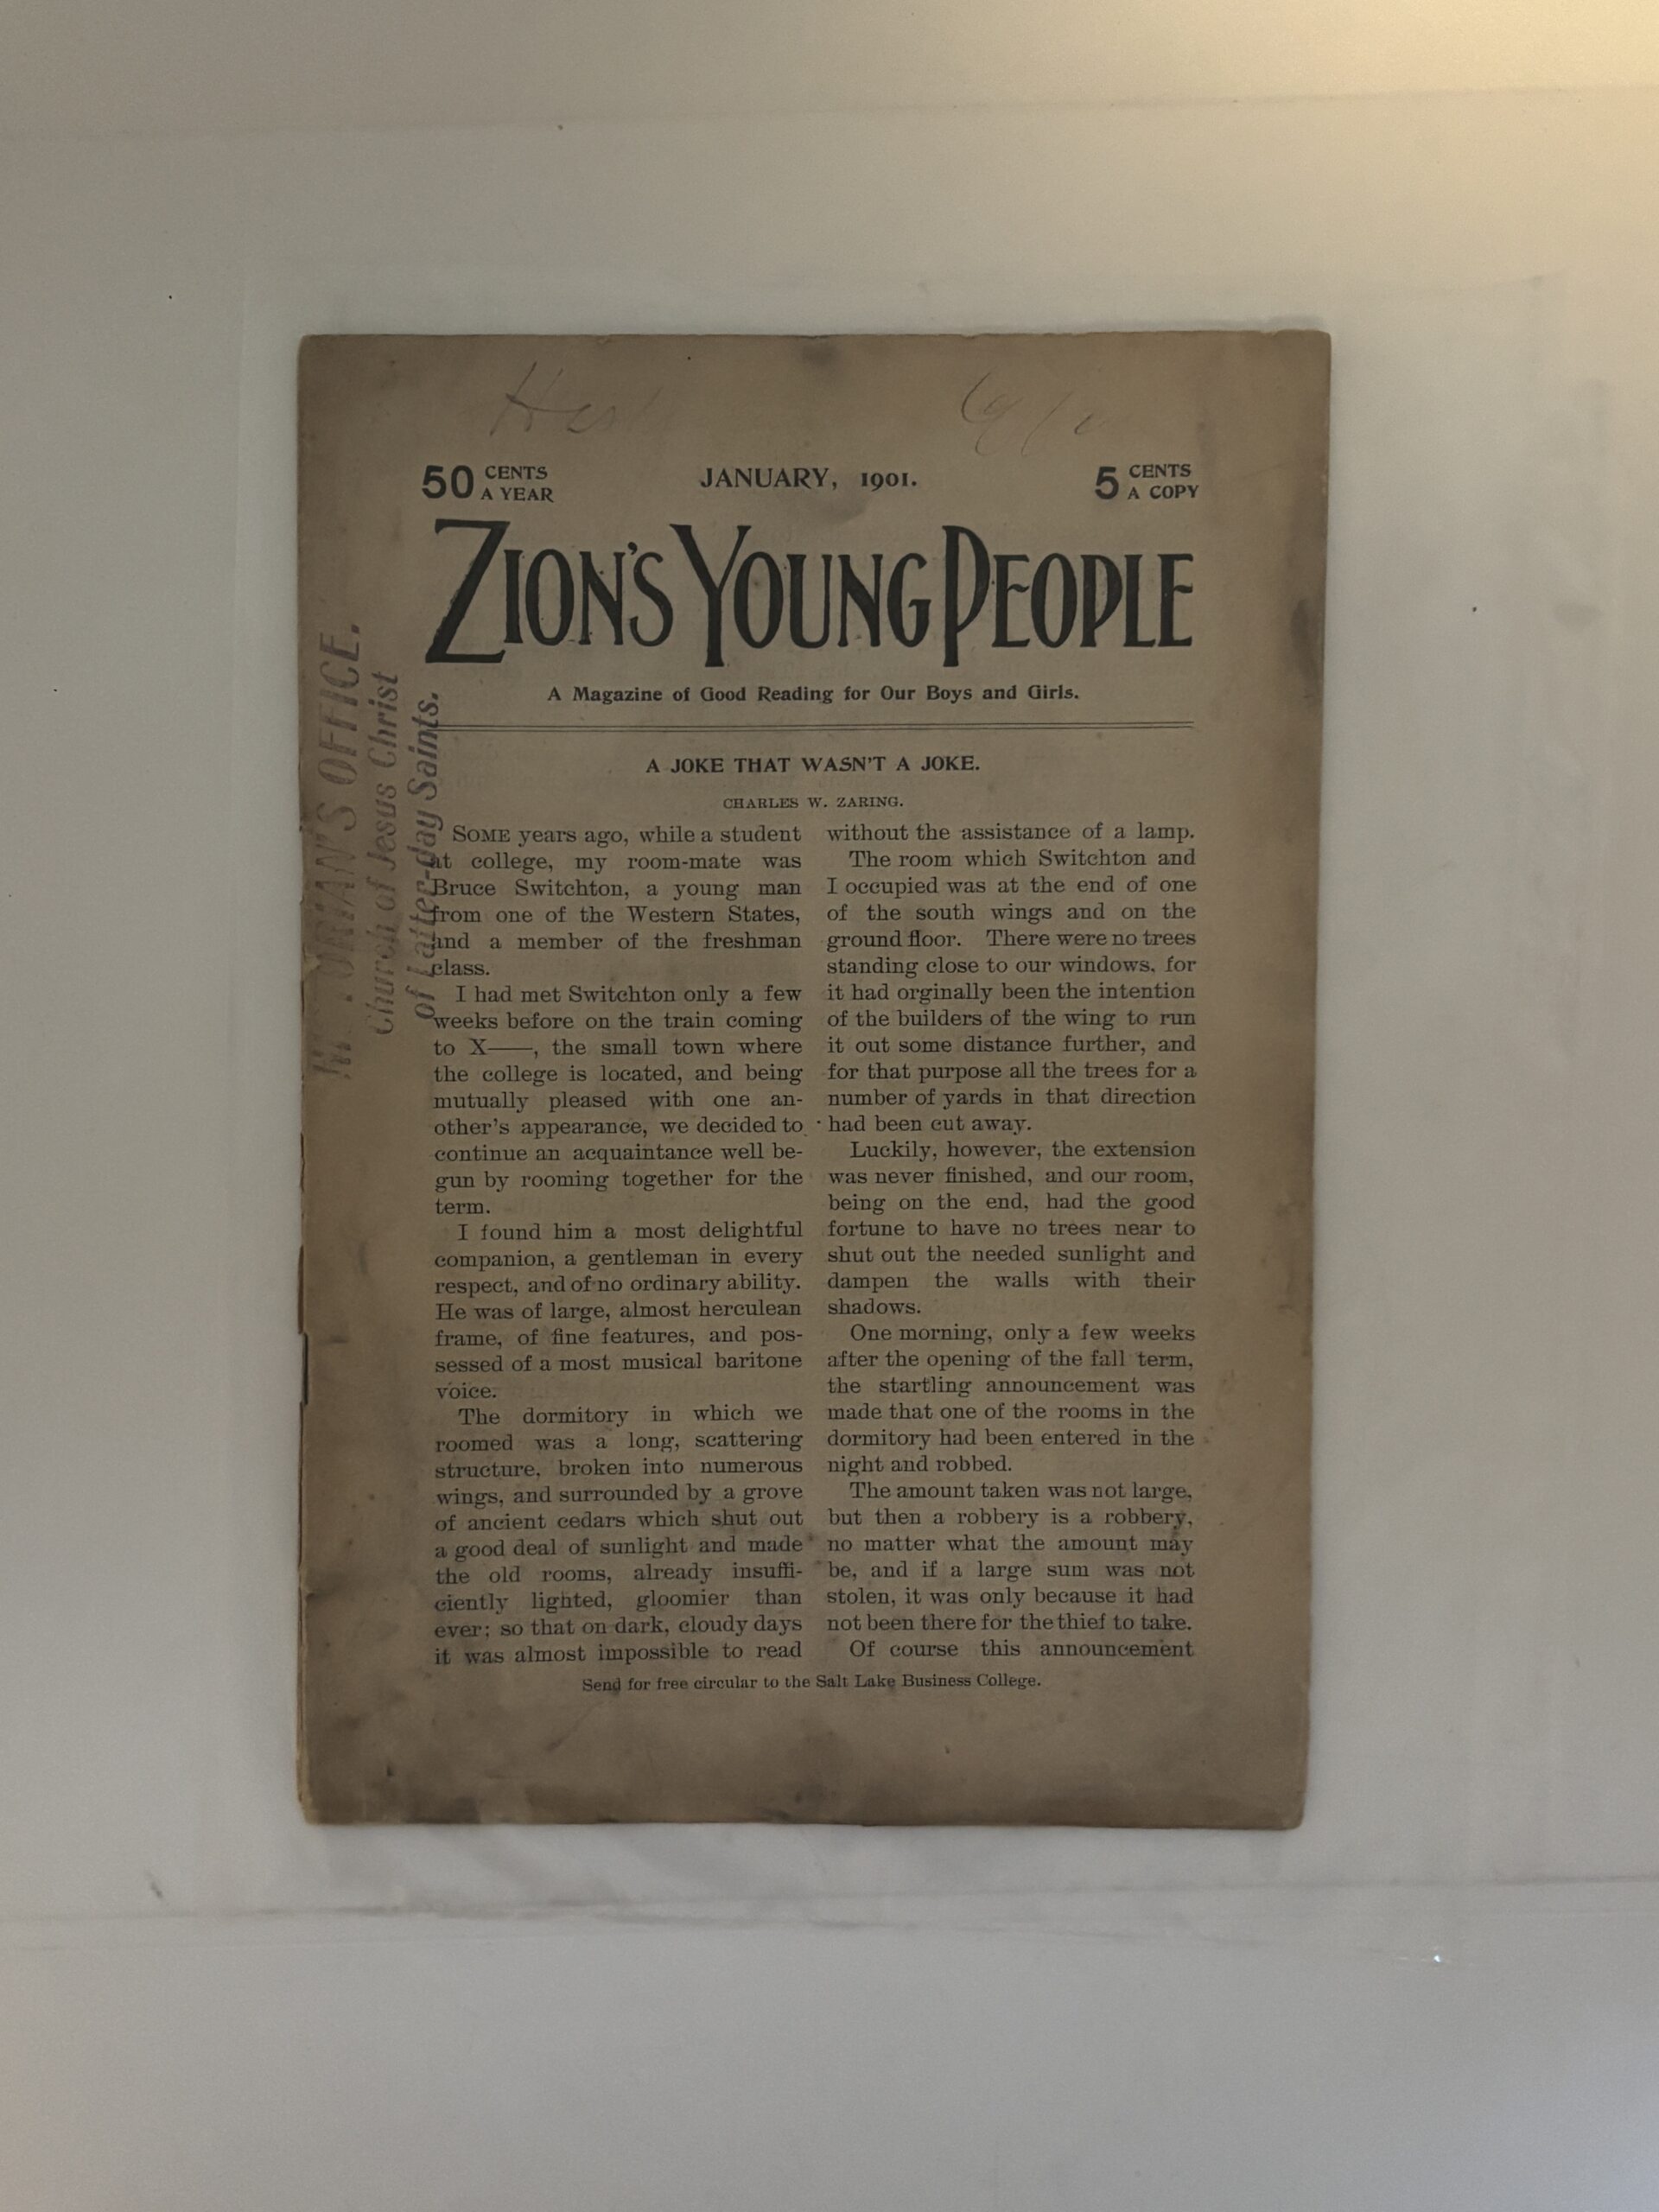 50 CENTS A YEAR
JANUARY, 1901.
5 CENTS A COPY
ZION'S YOUNG PEOPLE
A Magazine of Good Reading for Our Boys and Girls.
OFFICE.
Church of Jesus Christ
of Latter-day Saints.
A JOKE THAT WASN'T A JOKE.
CHARLES W. ZARING.
SOME years ago, while a student
at college, my room-mate was
Bruce Switchton, a young man
from one of the Western States,
and a member of the freshman
class.
I had met Switchton only a few
weeks before on the train coming
to X——, the small town where
the college is located, and being
mutually pleased with one an-
other's appearance, we decided to
continue an acquaintance well be-
gun by rooming together for the
term.
I found him a most delightful
companion, a gentleman in every
respect, and of no ordinary ability.
He was of large, almost herculean
frame, of fine features, and pos-
sessed of a most musical baritone
voice.
The dormitory in which we
roomed was a long, scattering
structure, broken into numerous
wings, and surrounded by a grove
of ancient cedars which shut out
a good deal of sunlight and made
the old rooms, already insuffi-
ciently lighted, gloomier than
ever; so that on dark, cloudy days
it was almost impossible to read
without the assistance of a lamp.
The room which Switchton and
I occupied was at the end of one
of the south wings and on the
ground floor. There were no trees
standing close to our windows, for
it had orginally been the intention
of the builders of the wing to run
it out some distance further, and
for that purpose all the trees for a
number of yards in that direction
had been cut away.
Luckily, however, the extension
was never finished, and our room,
being on the end, had the good
fortune to have no trees near to
shut out the needed sunlight and
dampen the walls with their
shadows.
One morning, only a few weeks
after the opening of the fall term,
the startling announcement was
made that one of the rooms in the
dormitory had been entered in the
night and robbed.
The amount taken was not large,
but then a robbery is a robbery,
no matter what the amount may
be, and if a large sum was not
stolen, it was only because it had
not been there for the thief to take.
Of course this announcement
Send for free circular to the Salt Lake Business College.